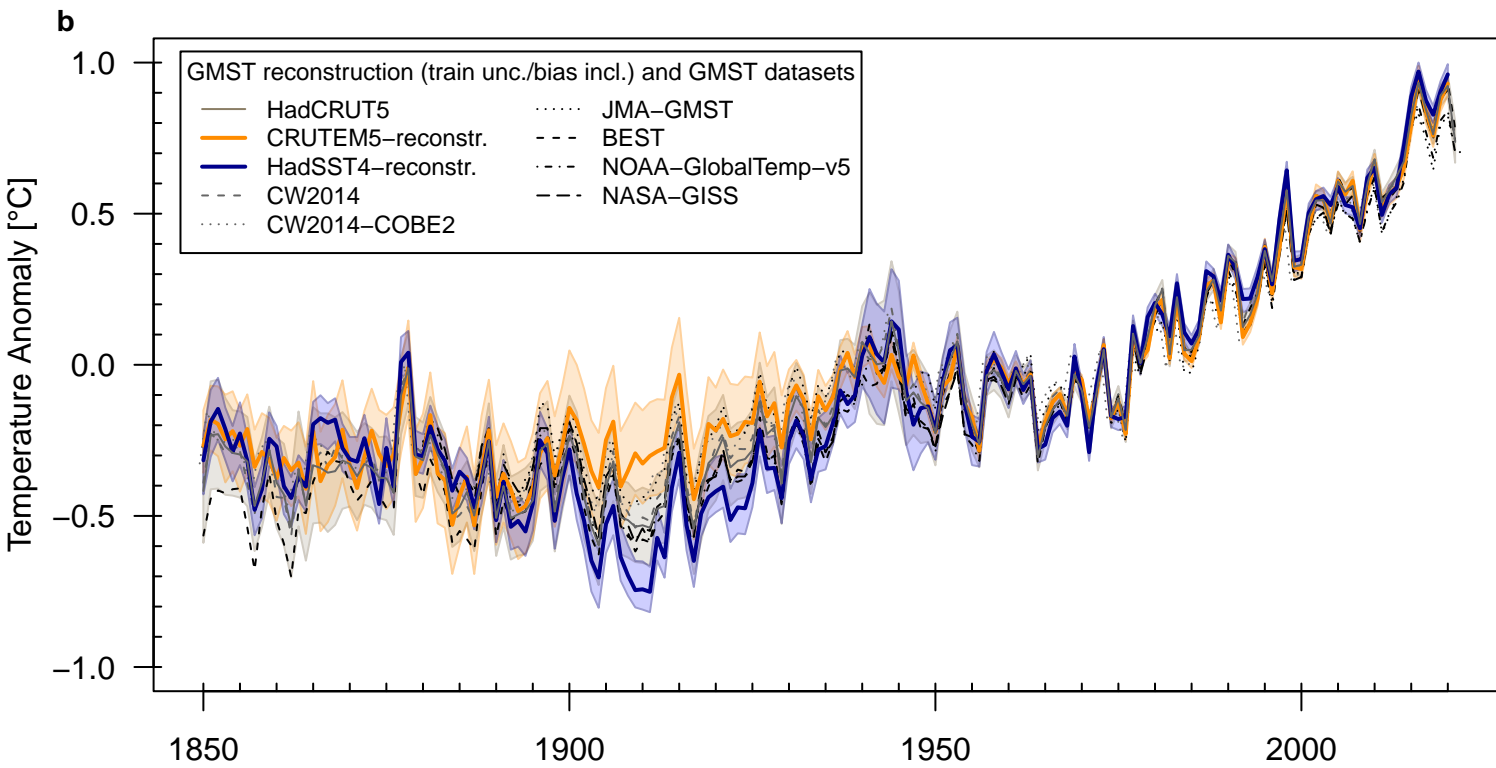 b
GMST reconstruction (train unc./bias incl.) and GMST datasets
HadCRUT5
CRUTEM5−reconstr.
HadSST4−reconstr.
CW2014
CW2014−COBE2
JMA−GMST
BEST
NOAA−GlobalTemp−v5
NASA−GISS
Temperature Anomaly [°C]
1.0
0.5
0.0
−0.5
−1.0
1850
1900
1950
2000